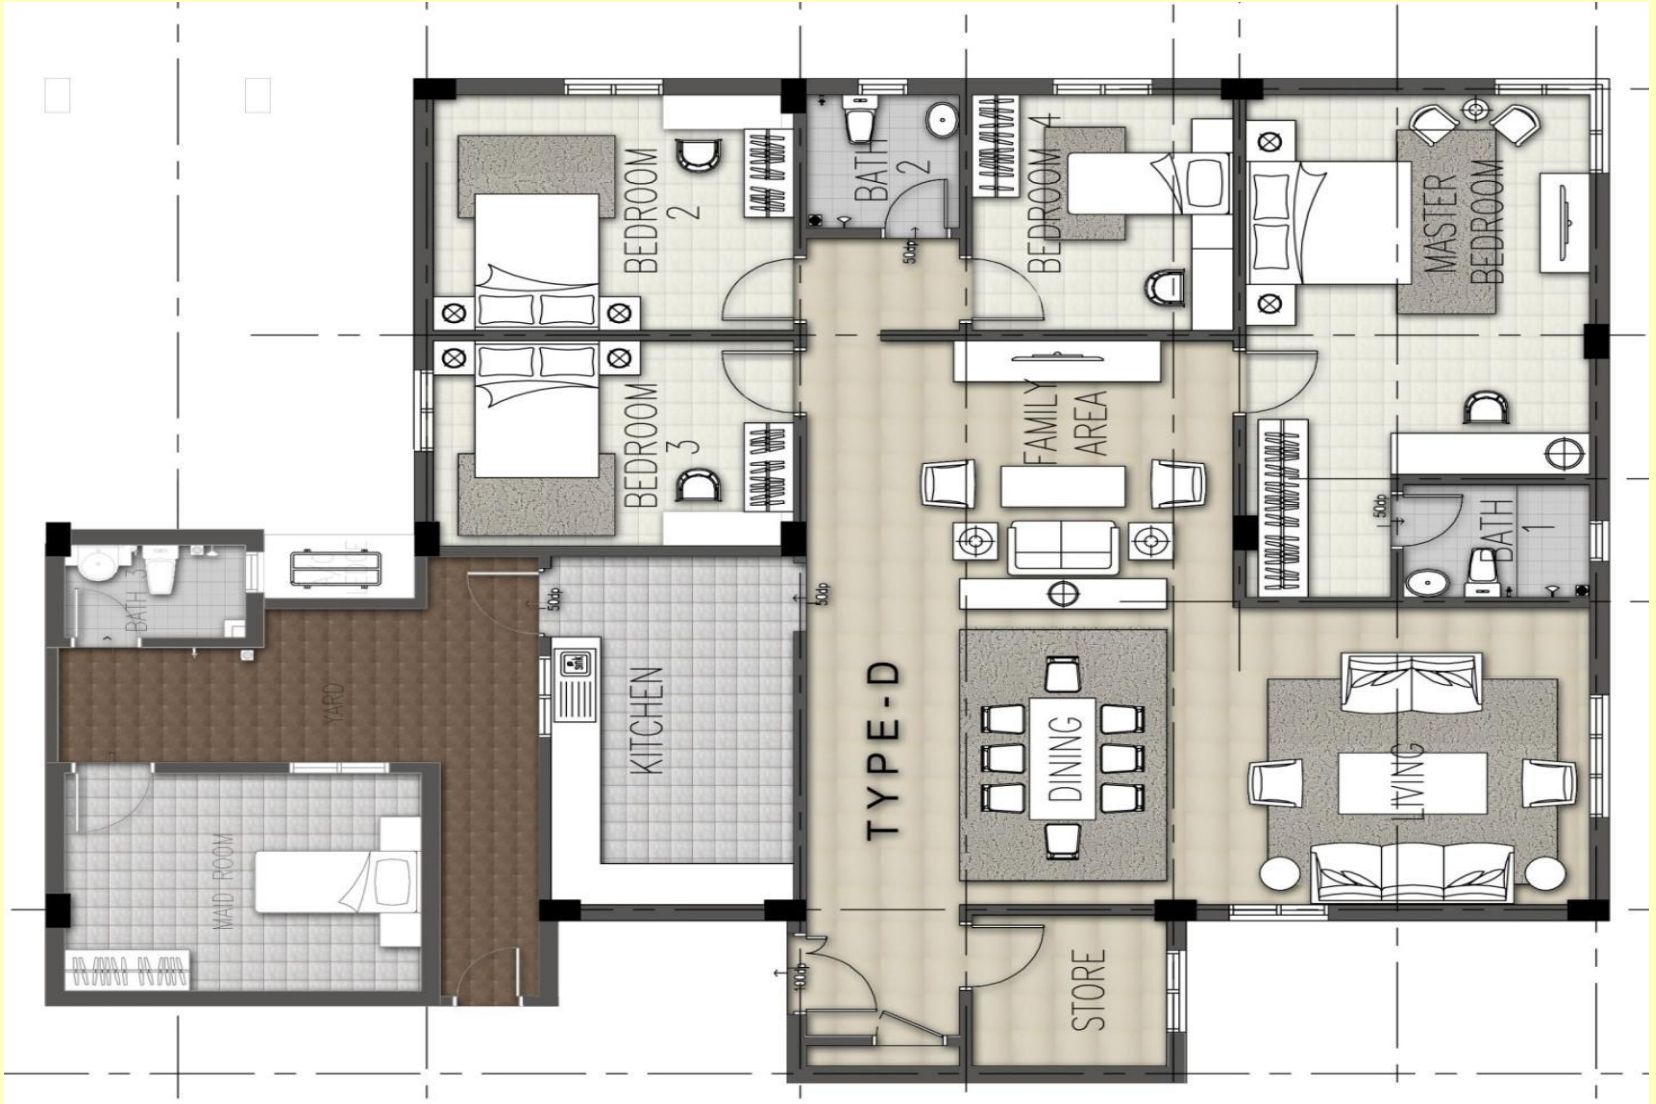 BEDROOM
2
BATH
2
BEDROOM 4
MASTER
BEDROOM
50dp
BEDROOM
3
FAMILY
AREA
50dp
BATH
1
BATH 3
50dp
50dp
sink
YARD
KITCHEN
TYPE-D
DINING
LIVING
MAID ROOM
100dp
STORE